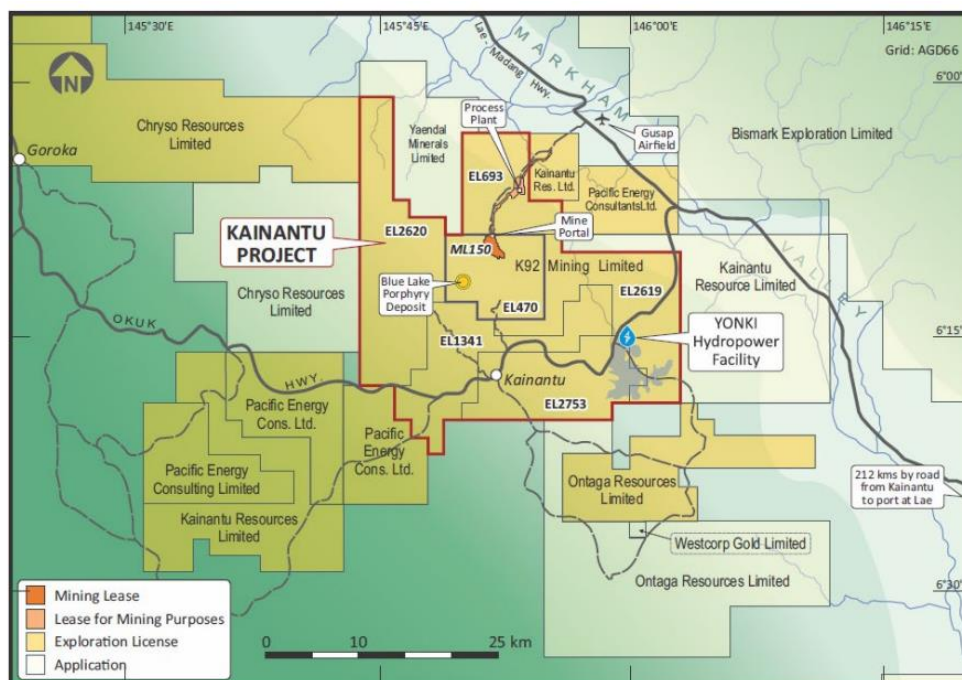 145°30'E
145°45'E
146°00'E
146°15'E
Grid: AGD66
N
Lae - Madang Hwy.
MARKHAM
6°00'
Process
Plant
Chryso Resources
Limited
Yaendal
Minerals
Limited
Gusap
Airfield
Bismark Exploration Limited
Goroka
EL693
Kainantu
Res. Ltd.
Pacific Energy
Consultants Ltd.
KAINANTU
PROJECT
EL2620
Mine
Portal
ML150
K92 Mining Limited
VALLEY
Kainantu
Resource Limited
Blue Lake
Porphyry
Deposit
Chryso Resources
Limited
EL2619
EL470
OKUK
HWY.
EL1341
YONKI
Hydropower
Facility
6°15'
Kainantu
EL2753
Pacific Energy
Cons. Ltd.
Pacific
Energy
Cons. Ltd.
Pacific Energy
Consulting Limited
Ontaga Resources
Limited
212 kms by road
from Kainantu
to port at Lae
Kainantu Resources
Limited
Westcorp Gold Limited
Ontaga Resources Limited
6°30'
Mining Lease
Lease for Mining Purposes
Exploration License
Application
0 10 25 km